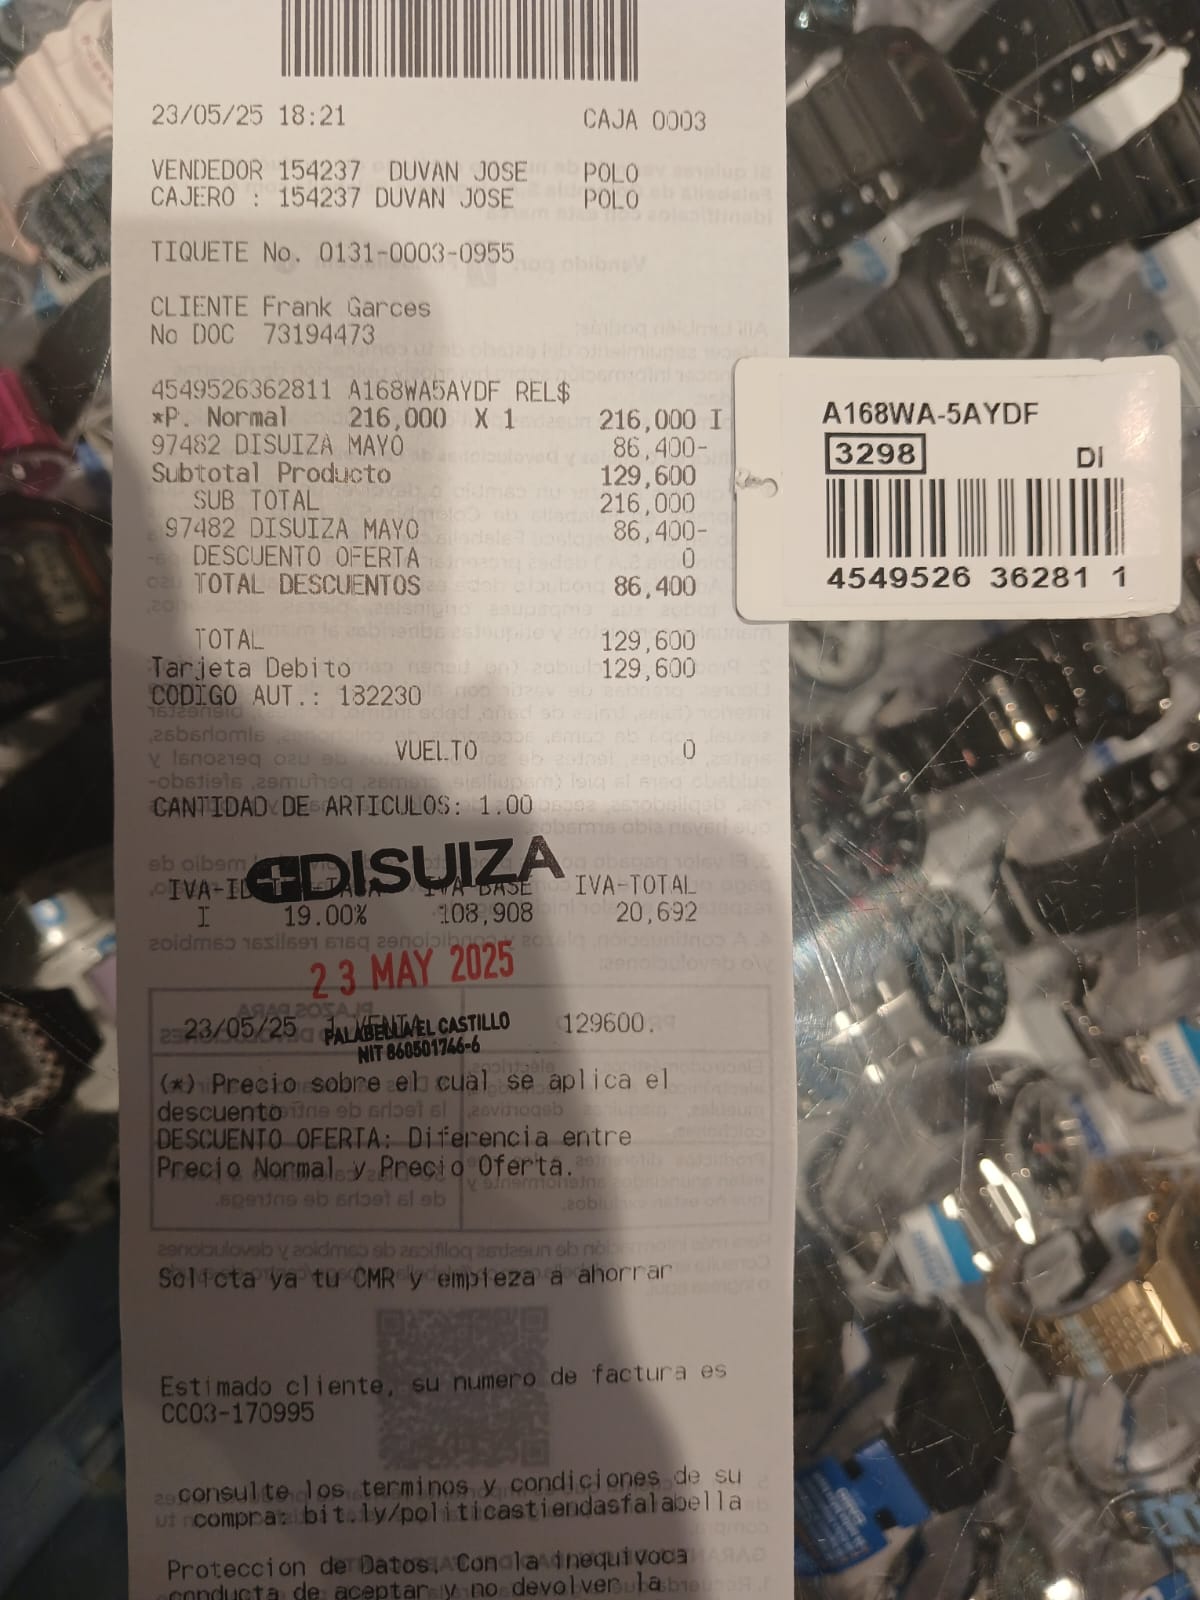 23/05/25 18:21 CAJA 0003
VENDEDOR 154237 DUVAN JOSE POLO
CAJERO : 154237 DUVAN JOSE POLO
TIQUETE No. 0131-0003-0955
CLIENTE Frank Garces
No DOC 73194473
4549526362811 A168WA5AYDF REL$
*P. Normal 216,000 X 1 216,000 I
97482 DISUIZA MAYO 86,400-
Subtotal Producto 129,600
SUB TOTAL 216,000
97482 DISUIZA MAYO 86,400-
DESCUENTO OFERTA 0
TOTAL DESCUENTOS 86,400
TOTAL 129,600
Tarjeta Debito 129,600
CODIGO AUT.: 182230
VUELTO 0
CANTIDAD DE ARTICULOS: 1.00
DISUIZA
IVA-ID IVA-BASE IVA-TOTAL
I 19.00% 108,908 20,692
23 MAY 2025
23/05/25 VENTA 129600.
FALABELLA EL CASTILLO
NIT 860501746-6
(*) Precio sobre el cual se aplica el
descuento
DESCUENTO OFERTA: Diferencia entre
Precio Normal y Precio Oferta.
Solicta ya tu CMR y empieza a ahorrar
Estimado cliente, su numero de factura es
CC03-170995
consulte los terminos y condiciones de su
compra: bit.ly/politicastiendasfalabella
Proteccion de Datos. Con la inequivoca
conducta de aceptar y no devolver la
A168WA-5AYDF
3298 DI
4549526 36281 1